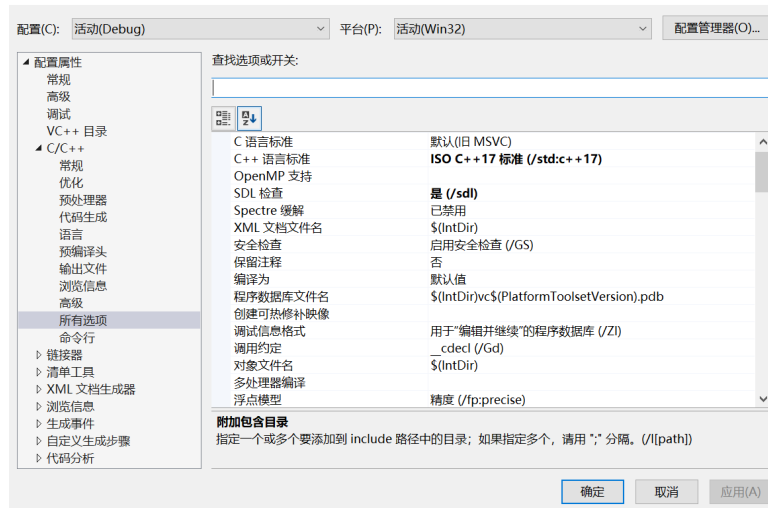 配置(C): 活动(Debug) 平台(P): 活动(Win32) 配置管理器(O)...
配置属性
常规
高级
调试
VC++ 目录
C/C++
常规
优化
预处理器
代码生成
语言
预编译头
输出文件
浏览信息
高级
所有选项
命令行
链接器
清单工具
XML 文档生成器
浏览信息
生成事件
自定义生成步骤
代码分析
查找选项或开关:
C 语言标准 默认(旧 MSVC)
C++ 语言标准 ISO C++17 标准 (/std:c++17)
OpenMP 支持
SDL 检查 是 (/sdl)
Spectre 缓解 已禁用
XML 文档文件名 $(IntDir)
安全检查 启用安全检查 (/GS)
保留注释 否
编译为 默认值
程序数据库文件名 $(IntDir)vc$(PlatformToolsetVersion).pdb
创建可热修补映像
调试信息格式 用于“编辑并继续”的程序数据库 (/ZI)
调用约定 __cdecl (/Gd)
对象文件名 $(IntDir)
多处理器编译
浮点模型 精度 (/fp:precise)
附加包含目录
指定一个或多个要添加到 include 路径中的目录；如果指定多个，请用 ";" 分隔。(/I[path])
确定 取消 应用(A)